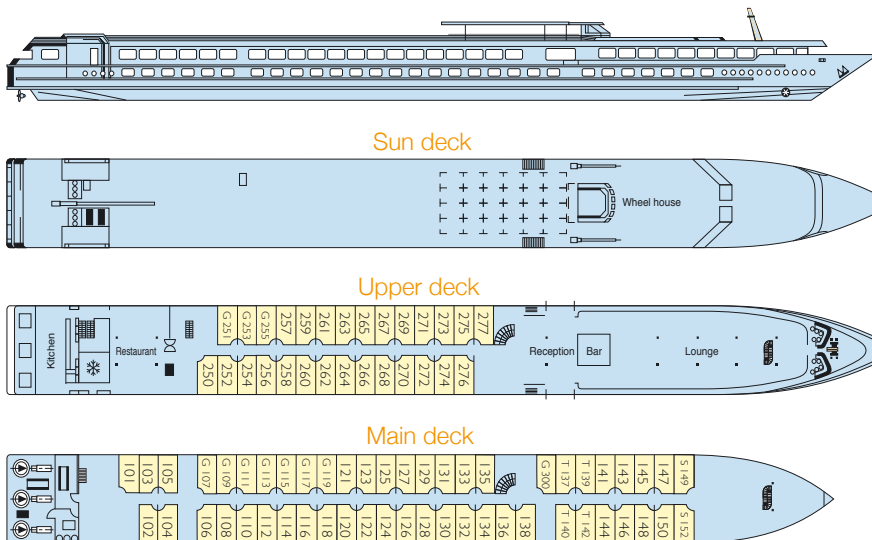 Sun deck
Wheel house
Upper deck
G 251 G 253 G 255 257 259 261 263 265 267 269 271 273 275 277
Kitchen Restaurant Reception Bar Lounge
250 252 254 256 258 260 262 264 266 268 270 272 274 276
Main deck
101 103 105 G 107 G 109 G 111 G 113 G 115 G 117 G 119 121 123 125 127 129 131 133 135 G 300 T 137 T 139 141 143 145 147 S 149
102 104 106 108 110 112 114 116 118 120 122 124 126 128 130 132 134 136 138 T 140 T 142 144 146 148 150 S 152